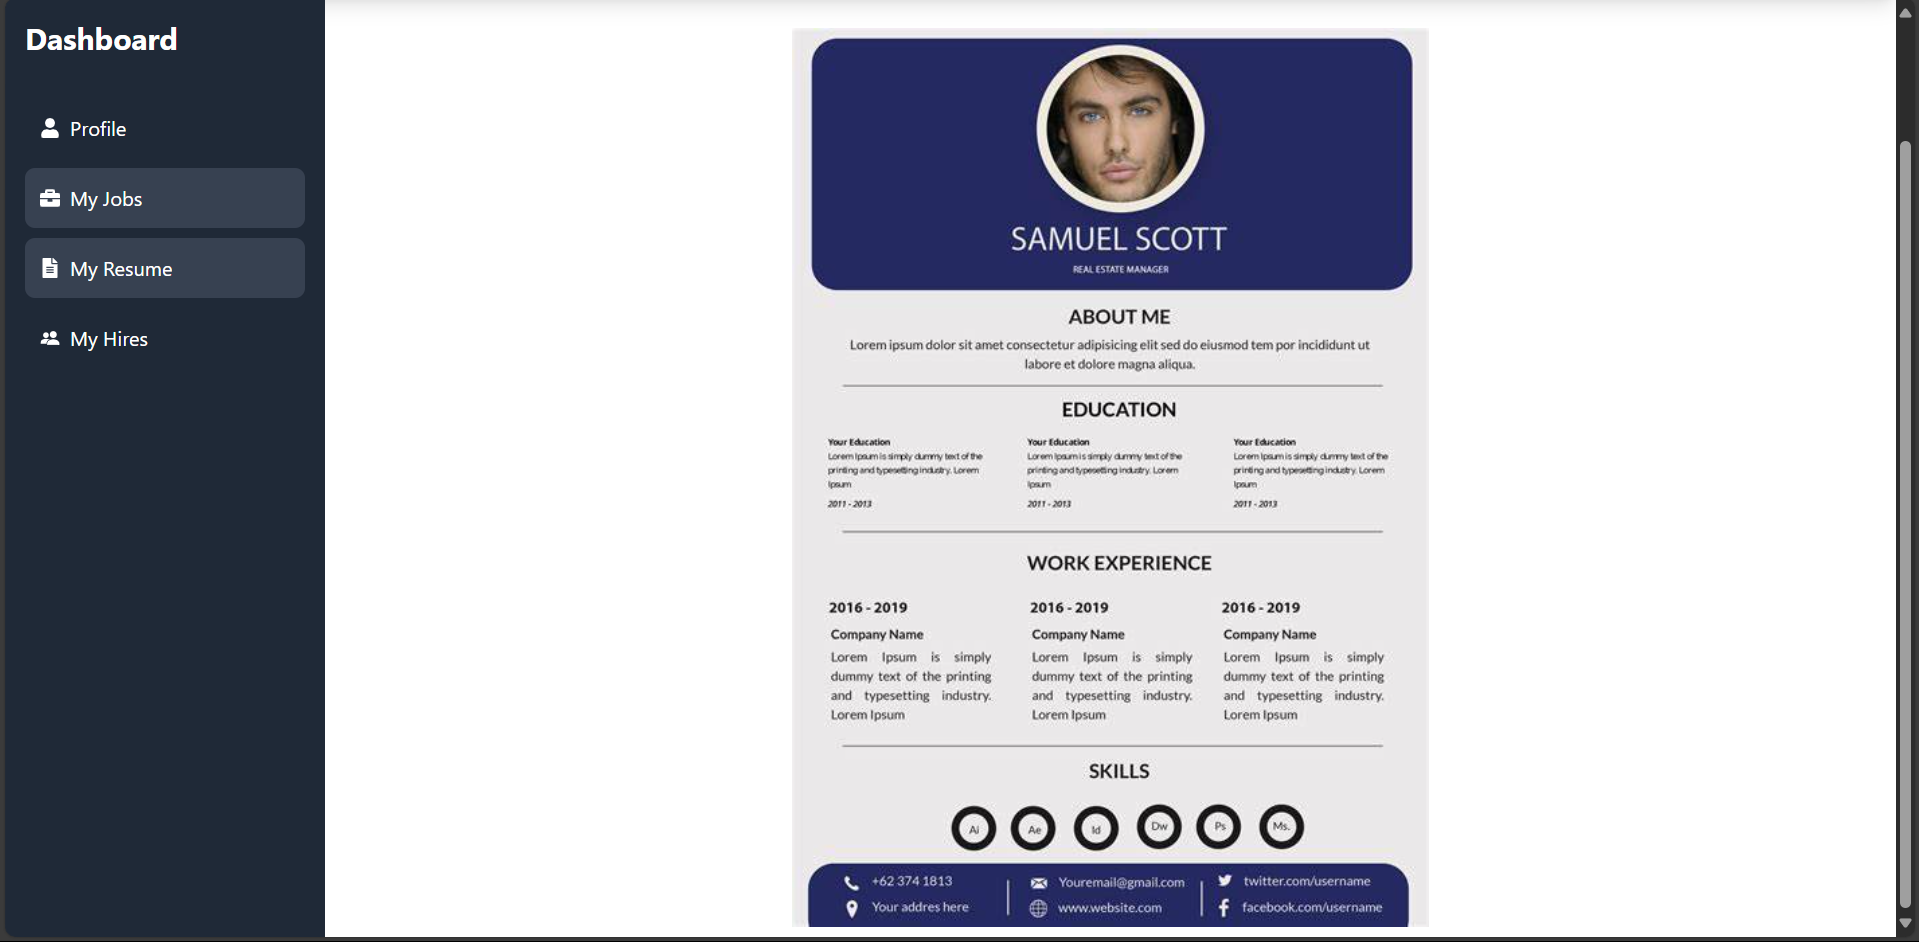 Dashboard
Profile
My Jobs
My Resume
My Hires
SAMUEL SCOTT
REAL ESTATE MANAGER
ABOUT ME
Lorem ipsum dolor sit amet consectetur adipisicing elit sed do eiusmod tem por incididunt ut
labore et dolore magna aliqua.
EDUCATION
Your Education
Lorem Ipsum is simply dummy text of the
printing and typesetting industry. Lorem
Ipsum
2011 - 2013
Your Education
Lorem Ipsum is simply dummy text of the
printing and typesetting industry. Lorem
Ipsum
2011 - 2013
Your Education
Lorem Ipsum is simply dummy text of the
printing and typesetting industry. Lorem
Ipsum
2011 - 2013
WORK EXPERIENCE
2016 - 2019
Company Name
Lorem Ipsum is simply
dummy text of the printing
and typesetting industry.
Lorem Ipsum
2016 - 2019
Company Name
Lorem Ipsum is simply
dummy text of the printing
and typesetting industry.
Lorem Ipsum
2016 - 2019
Company Name
Lorem Ipsum is simply
dummy text of the printing
and typesetting industry.
Lorem Ipsum
SKILLS
Ai
Ae
Id
Dw
Ps
Ms.
+62 374 1813
Your addres here
Youremail@gmail.com
www.website.com
twitter.com/username
facebook.com/username